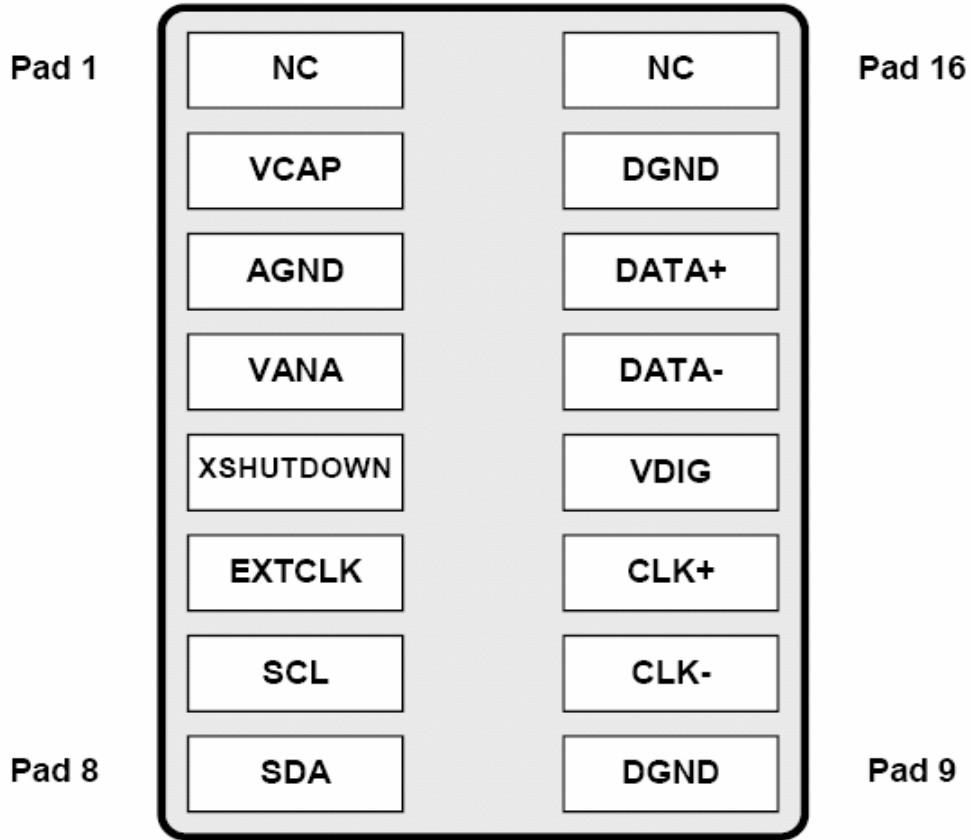 Pad 1 NC NC Pad 16
VCAP DGND
AGND DATA+
VANA DATA-
XSHUTDOWN VDIG
EXTCLK CLK+
SCL CLK-
Pad 8 SDA DGND Pad 9